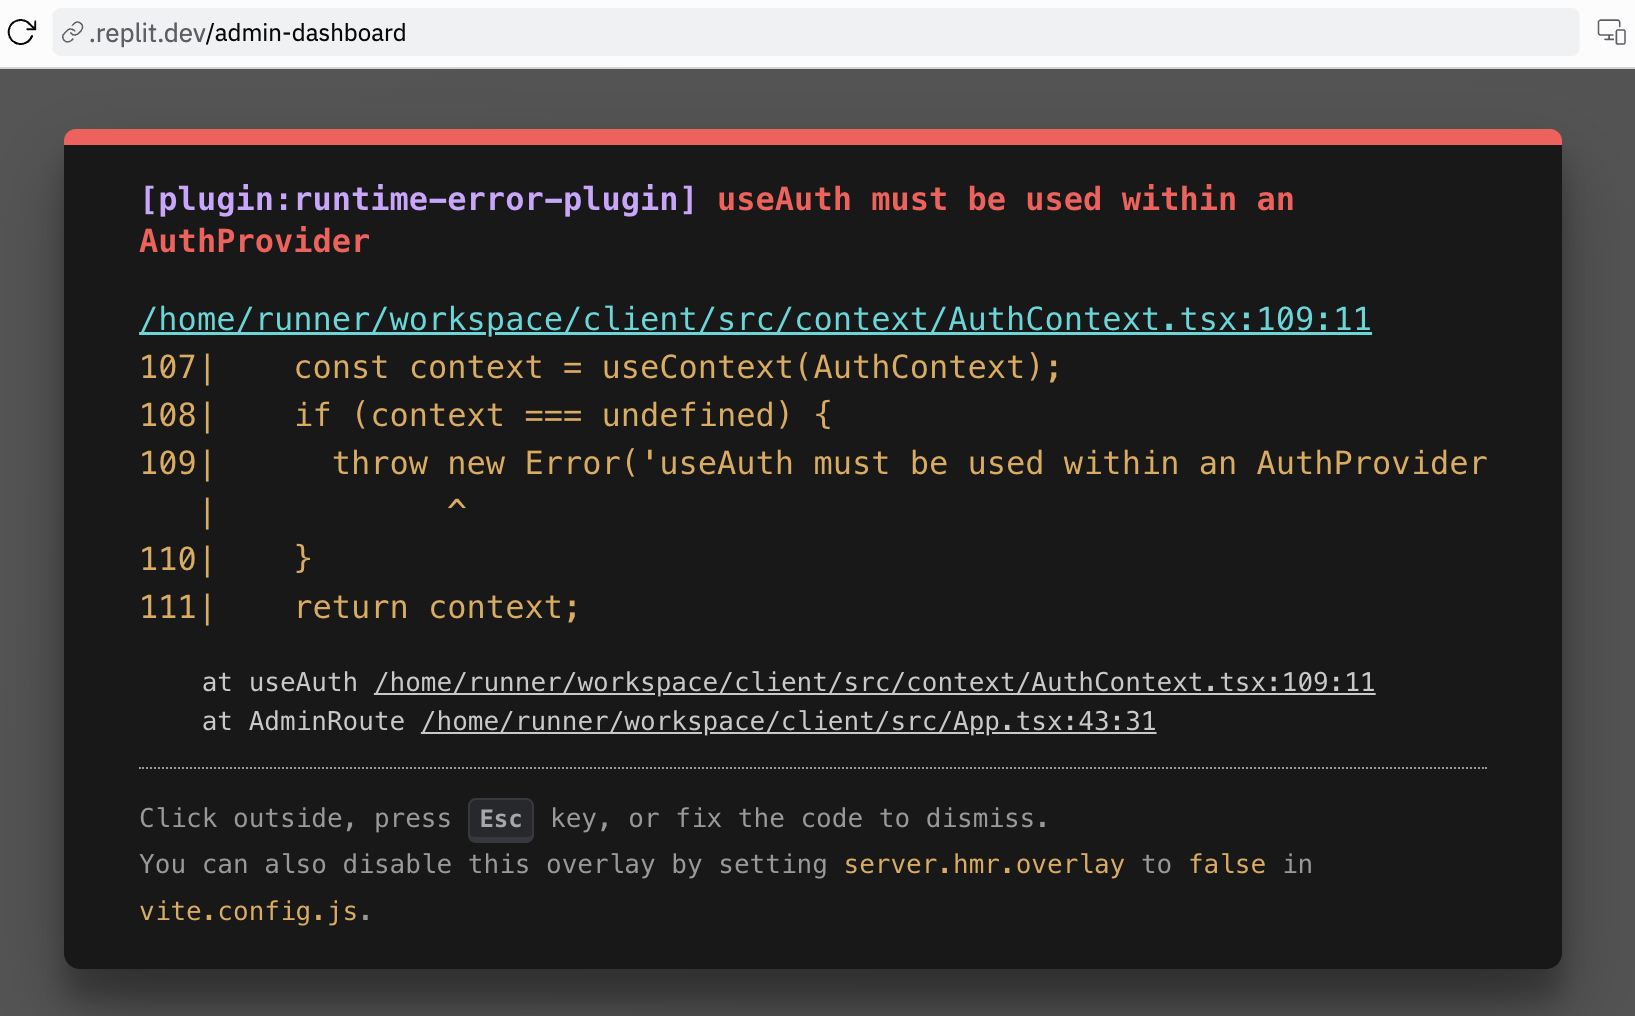 .replit.dev/admin-dashboard
[plugin:runtime-error-plugin] useAuth must be used within an
AuthProvider
/home/runner/workspace/client/src/context/AuthContext.tsx:109:11
107|    const context = useContext(AuthContext);
108|    if (context === undefined) {
109|      throw new Error('useAuth must be used within an AuthProvider
   |            ^
110|    }
111|    return context;
at useAuth /home/runner/workspace/client/src/context/AuthContext.tsx:109:11
at AdminRoute /home/runner/workspace/client/src/App.tsx:43:31
Click outside, press Esc key, or fix the code to dismiss.
You can also disable this overlay by setting server.hmr.overlay to false in
vite.config.js.